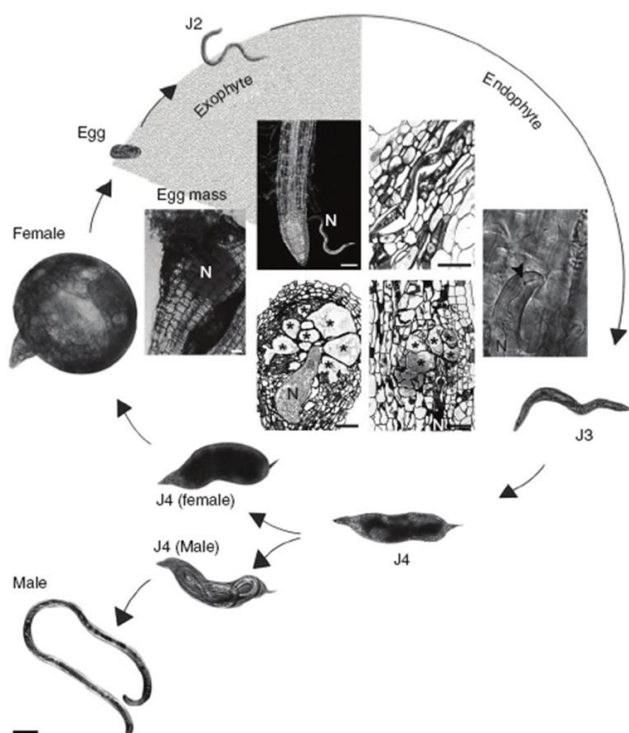 J2
Exophyte
Endophyte
Egg
Egg mass
Female
N
N
N
N
N
N
J3
J4 (female)
J4
J4 (Male)
Male